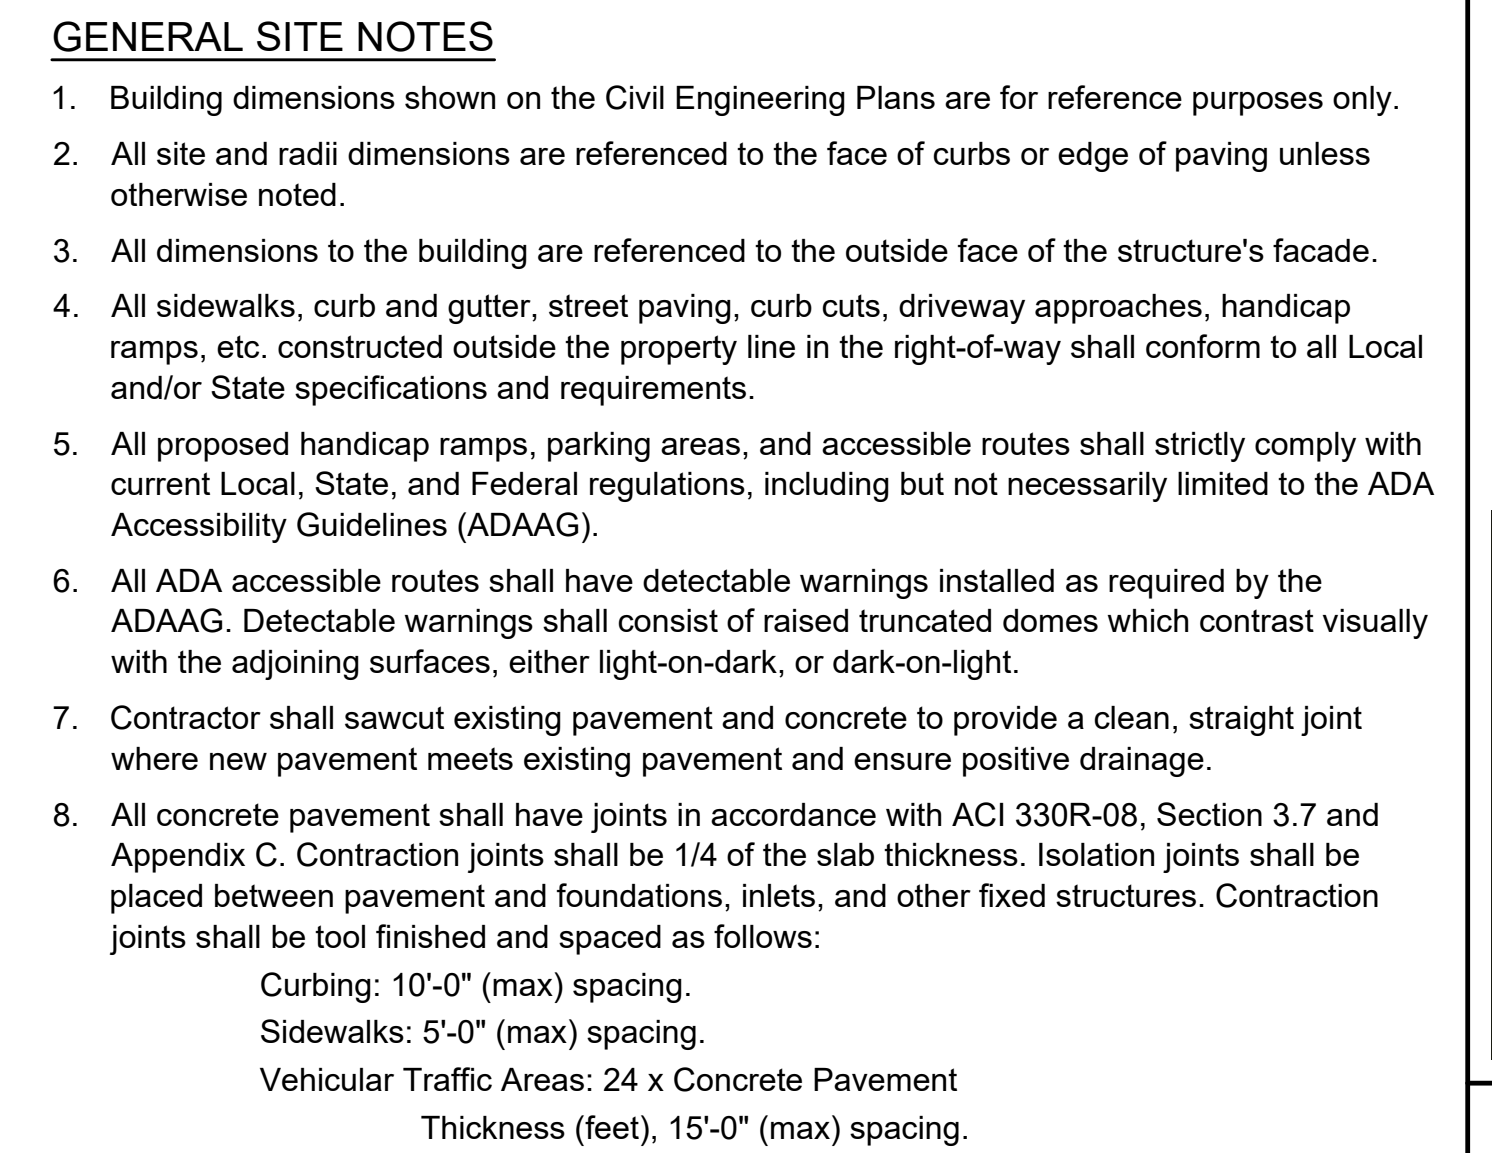 GENERAL SITE NOTES
1. Building dimensions shown on the Civil Engineering Plans are for reference purposes only.
2. All site and radii dimensions are referenced to the face of curbs or edge of paving unless
otherwise noted.
3. All dimensions to the building are referenced to the outside face of the structure's facade.
4. All sidewalks, curb and gutter, street paving, curb cuts, driveway approaches, handicap
ramps, etc. constructed outside the property line in the right-of-way shall conform to all Local
and/or State specifications and requirements.
5. All proposed handicap ramps, parking areas, and accessible routes shall strictly comply with
current Local, State, and Federal regulations, including but not necessarily limited to the ADA
Accessibility Guidelines (ADAAG).
6. All ADA accessible routes shall have detectable warnings installed as required by the
ADAAG. Detectable warnings shall consist of raised truncated domes which contrast visually
with the adjoining surfaces, either light-on-dark, or dark-on-light.
7. Contractor shall sawcut existing pavement and concrete to provide a clean, straight joint
where new pavement meets existing pavement and ensure positive drainage.
8. All concrete pavement shall have joints in accordance with ACI 330R-08, Section 3.7 and
Appendix C. Contraction joints shall be 1/4 of the slab thickness. Isolation joints shall be
placed between pavement and foundations, inlets, and other fixed structures. Contraction
joints shall be tool finished and spaced as follows:
Curbing: 10'-0" (max) spacing.
Sidewalks: 5'-0" (max) spacing.
Vehicular Traffic Areas: 24 x Concrete Pavement
Thickness (feet), 15'-0" (max) spacing.